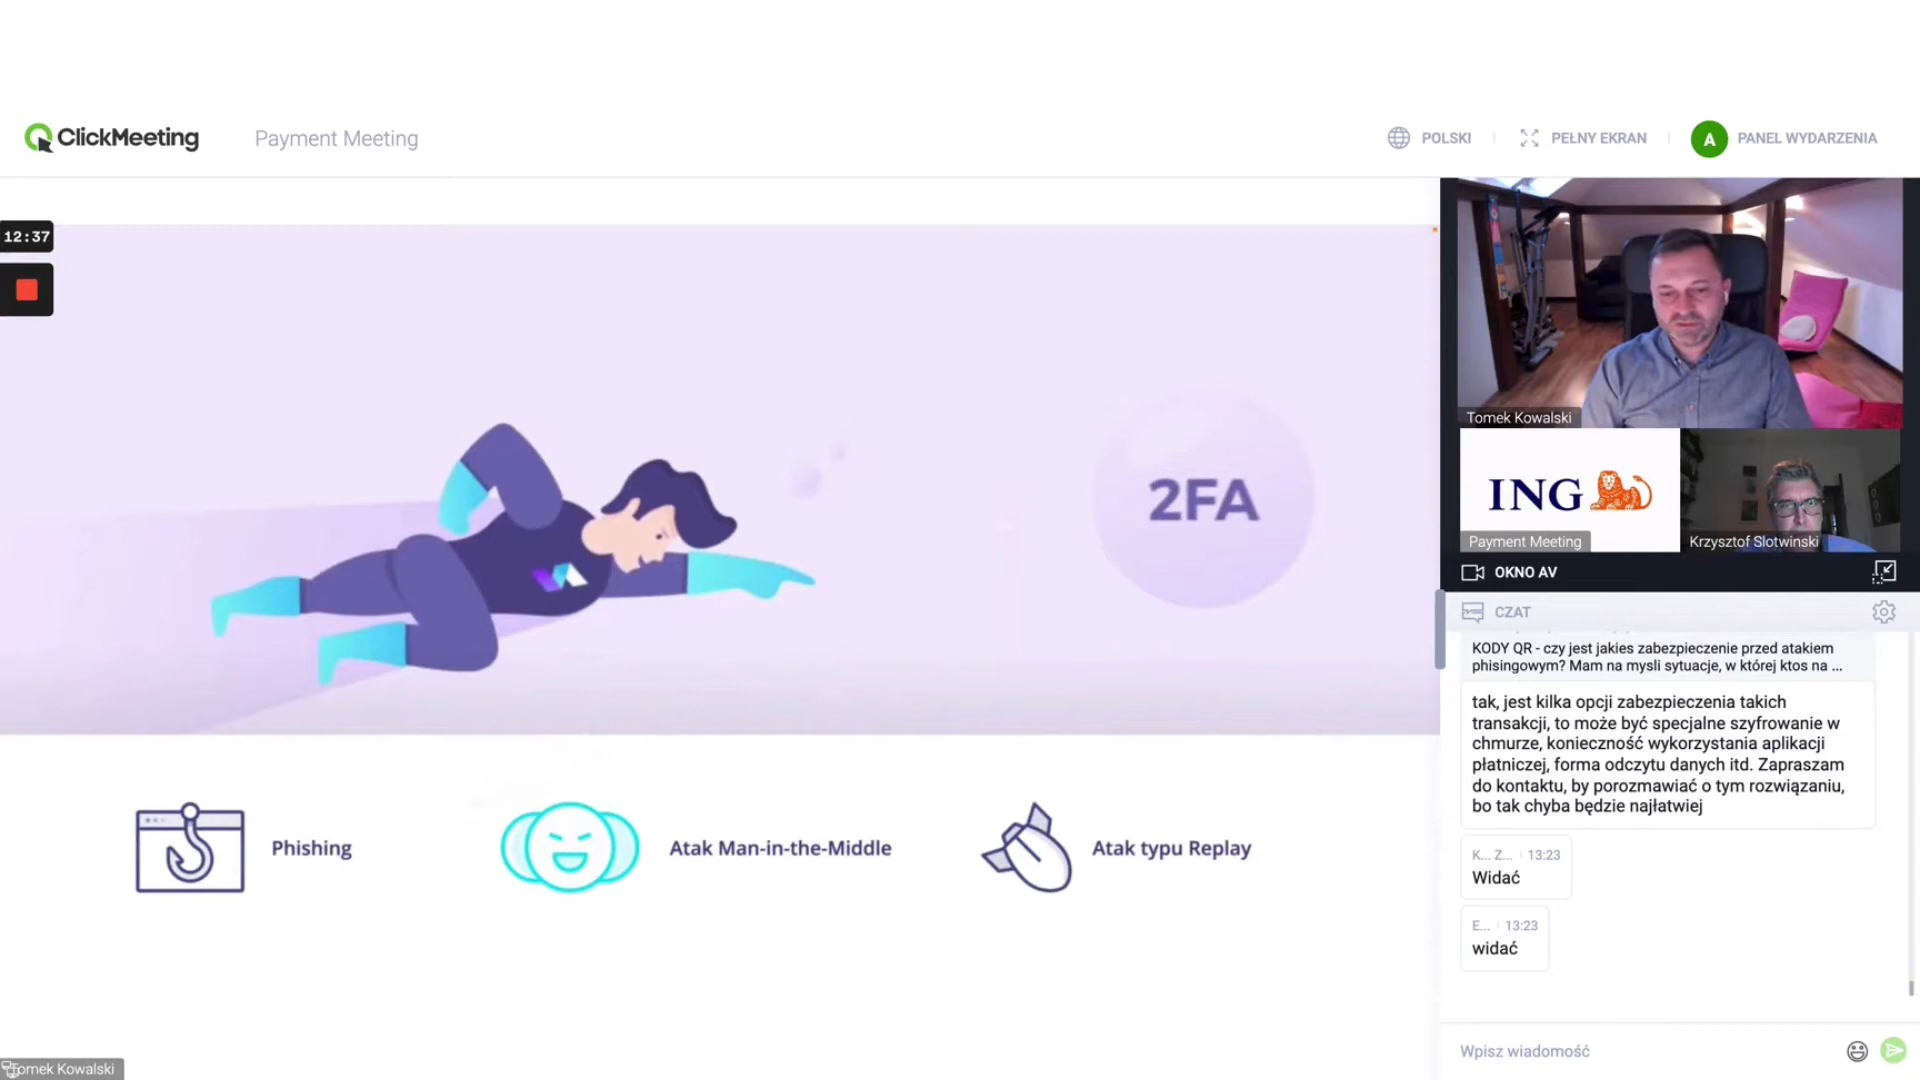 ClickMeeting
Payment Meeting
POLSKI
PEŁNY EKRAN
A
PANEL WYDARZENIA
12:37
2FA
Phishing
Atak Man-in-the-Middle
Atak typu Replay
Tomek Kowalski
ING
Payment Meeting
Krzysztof Slotwinski
OKNO AV
CZAT
KODY QR - czy jest jakies zabezpieczenie przed atakiem
phisingowym? Mam na mysli sytuacje, w której ktos na ...
tak, jest kilka opcji zabezpieczenia takich
transakcji, to może być specjalne szyfrowanie w
chmurze, konieczność wykorzystania aplikacji
płatniczej, forma odczytu danych itd. Zapraszam
do kontaktu, by porozmawiać o tym rozwiązaniu,
bo tak chyba będzie najłatwiej
K... Z... 13:23
Widać
E... 13:23
widać
Wpisz wiadomość
Tomek Kowalski